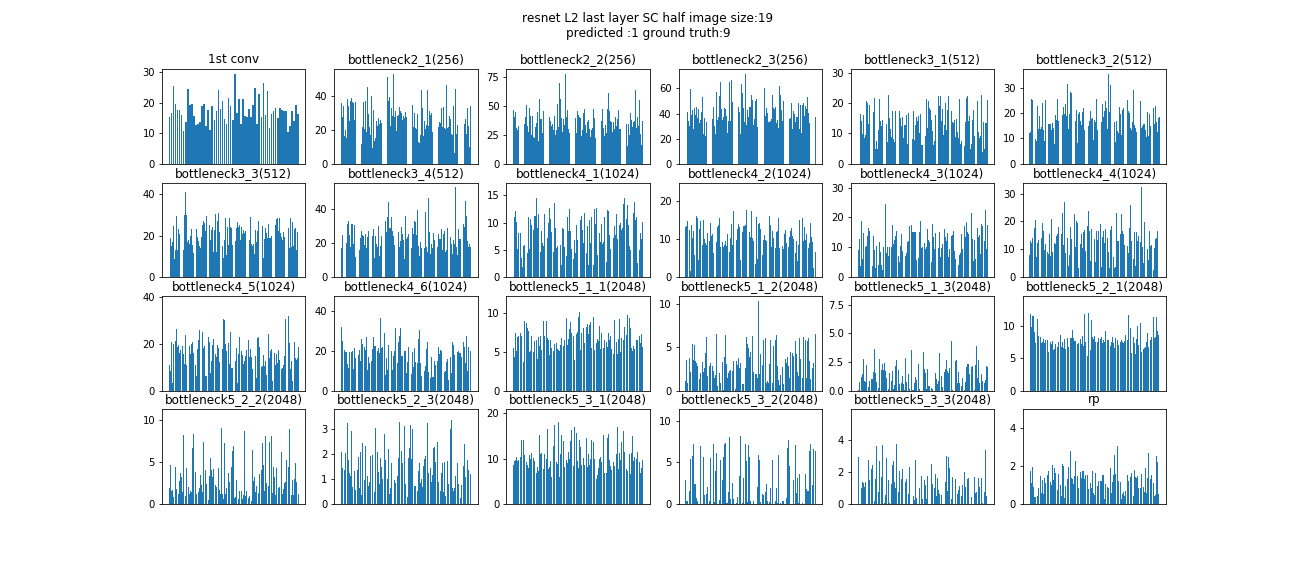 resnet L2 last layer SC half image size:19
predicted :1 ground truth:9
1st conv bottleneck2_1(256) bottleneck2_2(256) bottleneck2_3(256) bottleneck3_1(512) bottleneck3_2(512)
30 20 10 0
40 20 0
75 50 25 0
60 40 20 0
30 20 10 0
30 20 10 0
bottleneck3_3(512) bottleneck3_4(512) bottleneck4_1(1024) bottleneck4_2(1024) bottleneck4_3(1024) bottleneck4_4(1024)
40 20 0
40 20 0
15 10 5 0
20 10 0
30 20 10 0
30 20 10 0
bottleneck4_5(1024) bottleneck4_6(1024) bottleneck5_1_1(2048) bottleneck5_1_2(2048) bottleneck5_1_3(2048) bottleneck5_2_1(2048)
40 20 0
40 20 0
10 5 0
10 5 0
7.5 5.0 2.5 0.0
10 5 0
bottleneck5_2_2(2048) bottleneck5_2_3(2048) bottleneck5_3_1(2048) bottleneck5_3_2(2048) bottleneck5_3_3(2048) rp
10 5 0
3 2 1 0
20 10 0
10 5 0
4 2 0
4 2 0